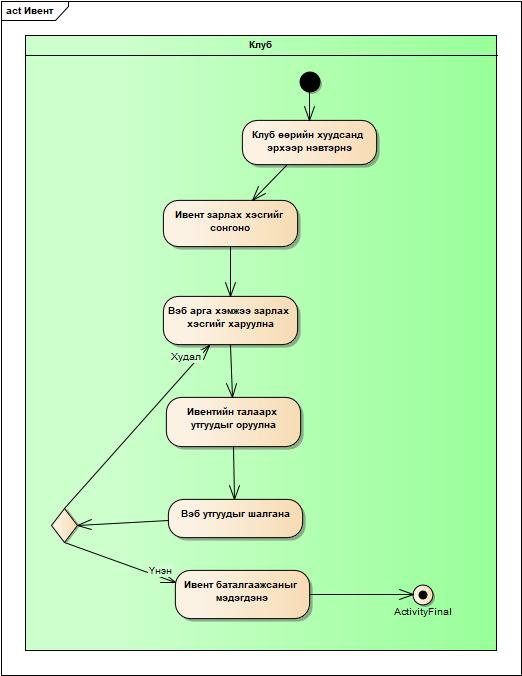 act Ивент
Клуб
Клуб өөрийн хуудсанд
эрхээр нэвтэрнэ
Ивент зарлах хэсгийг
сонгоно
Вэб арга хэмжээ зарлах
хэсгийг харуулна
Худал
Ивентийн талаарх
утгуудыг оруулна
Вэб утгуудыг шалгана
Үнэн
Ивент баталгаажсаныг
мэдэгдэнэ
ActivityFinal